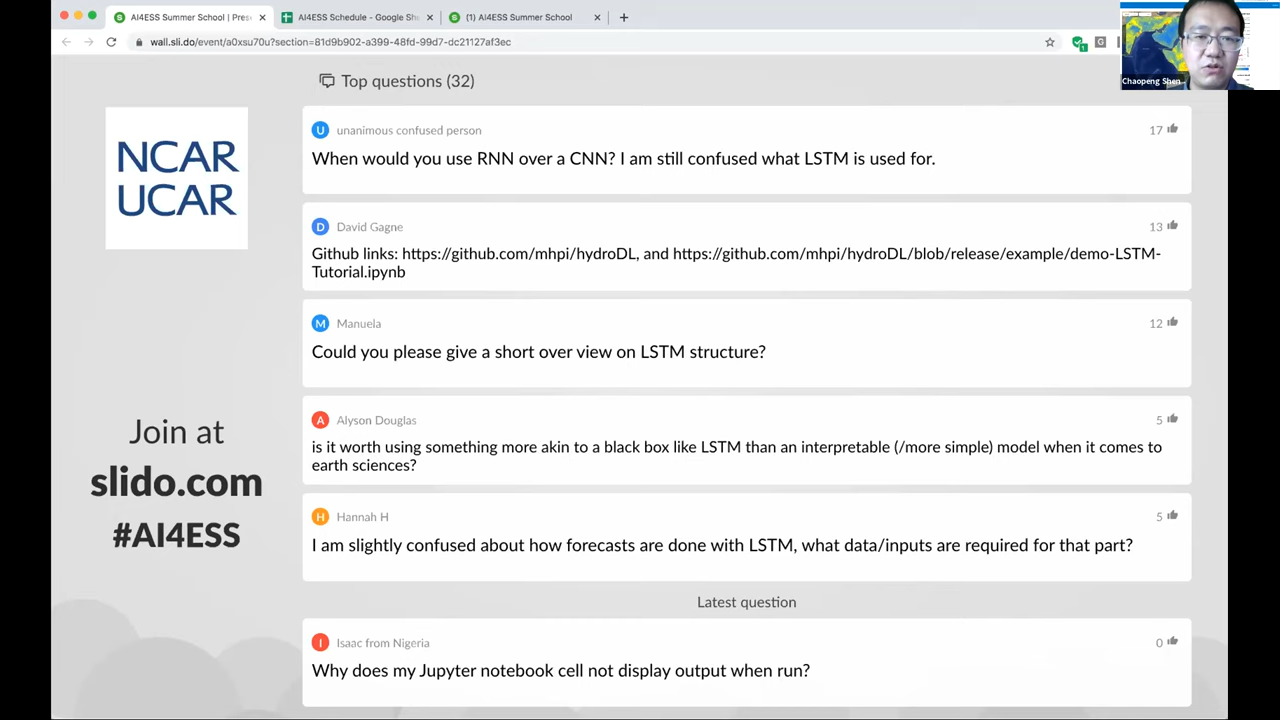 AI4ESS Summer School | Pres
AI4ESS Schedule - Google She
(1) AI4ESS Summer School
wall.sli.do/event/a0xsu70u?section=81d9b902-a399-48fd-99d7-dc21127af3ec
Chaopeng Shen
Top questions (32)
NCAR
UCAR
U unanimous confused person 17
When would you use RNN over a CNN? I am still confused what LSTM is used for.
D David Gagne 13
Github links: https://github.com/mhpi/hydroDL, and https://github.com/mhpi/hydroDL/blob/release/example/demo-LSTM-
Tutorial.ipynb
M Manuela 12
Could you please give a short over view on LSTM structure?
A Alyson Douglas 5
is it worth using something more akin to a black box like LSTM than an interpretable (/more simple) model when it comes to
earth sciences?
H Hannah H 5
I am slightly confused about how forecasts are done with LSTM, what data/inputs are required for that part?
Join at
slido.com
#AI4ESS
Latest question
I Isaac from Nigeria 0
Why does my Jupyter notebook cell not display output when run?